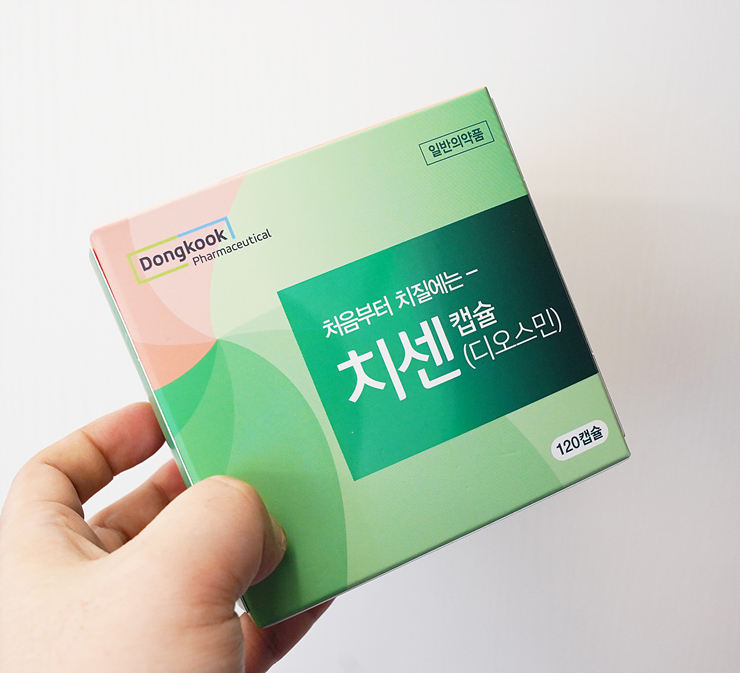 일반의약품
Dongkook
Pharmaceutical
처음부터 치질에는 –
치센 캡슐
(디오스민)
120캡슐